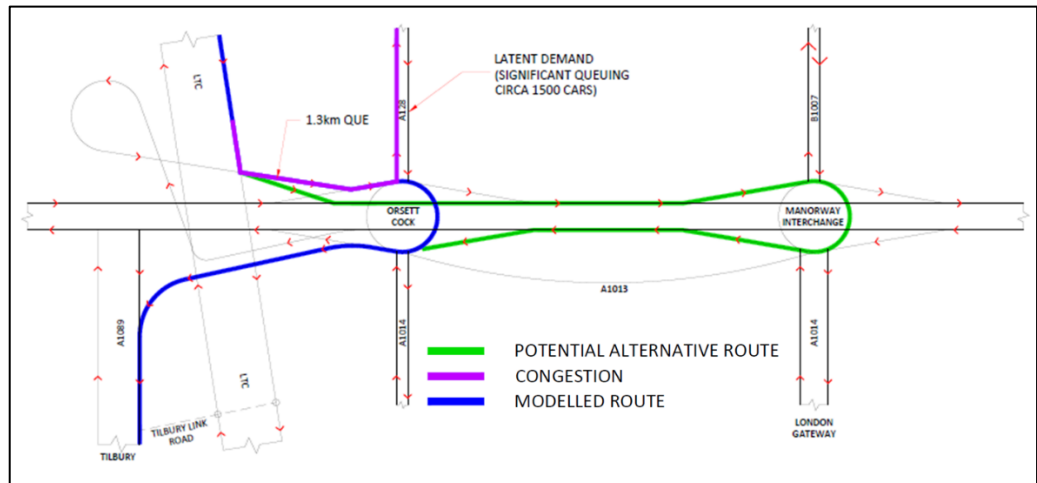 LTC
A128
LATENT DEMAND
(SIGNIFICANT QUEUING
CIRCA 1500 CARS)
B1007
1.3km QUE
ORSETT
COCK
MANORWAY
INTERCHANGE
A1013
A1089
LTC
A1014
A1014
POTENTIAL ALTERNATIVE ROUTE
CONGESTION
MODELLED ROUTE
TILBURY LINK
ROAD
TILBURY
LONDON
GATEWAY